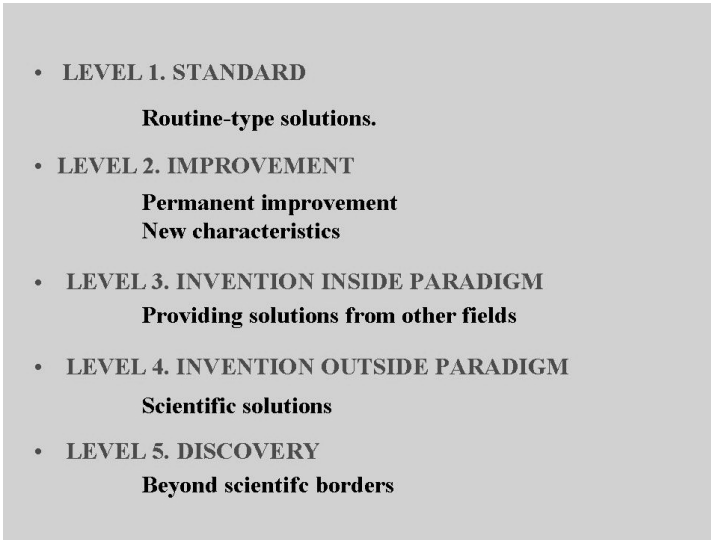 • LEVEL 1. STANDARD
Routine-type solutions.
• LEVEL 2. IMPROVEMENT
Permanent improvement
New characteristics
• LEVEL 3. INVENTION INSIDE PARADIGM
Providing solutions from other fields
• LEVEL 4. INVENTION OUTSIDE PARADIGM
Scientific solutions
• LEVEL 5. DISCOVERY
Beyond scientifc borders